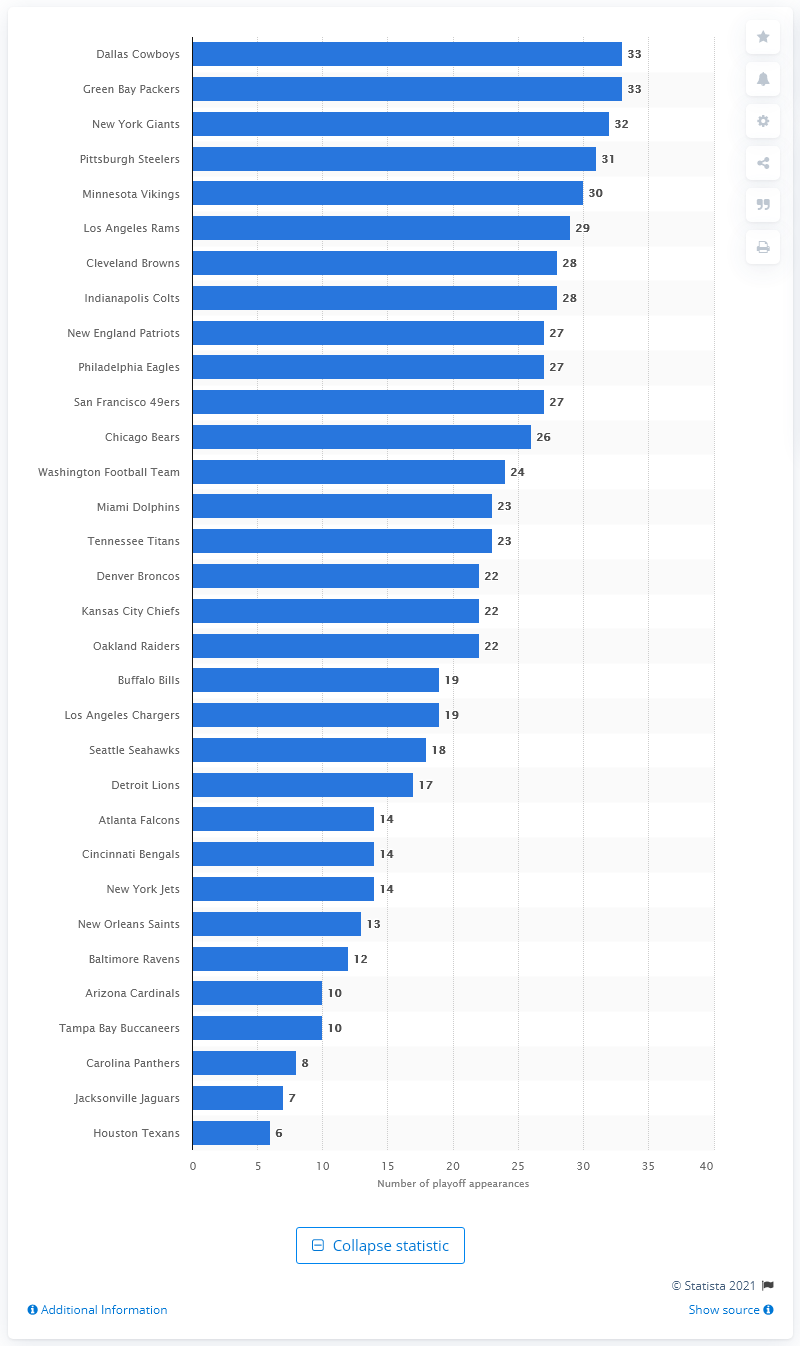 Dallas Cowboys 33
Green Bay Packers 33
New York Giants 32
Pittsburgh Steelers 31
Minnesota Vikings 30
Los Angeles Rams 29
Cleveland Browns 28
Indianapolis Colts 28
New England Patriots 27
Philadelphia Eagles 27
San Francisco 49ers 27
Chicago Bears 26
Washington Football Team 24
Miami Dolphins 23
Tennessee Titans 23
Denver Broncos 22
Kansas City Chiefs 22
Oakland Raiders 22
Buffalo Bills 19
Los Angeles Chargers 19
Seattle Seahawks 18
Detroit Lions 17
Atlanta Falcons 14
Cincinnati Bengals 14
New York Jets 14
New Orleans Saints 13
Baltimore Ravens 12
Arizona Cardinals 10
Tampa Bay Buccaneers 10
Carolina Panthers 8
Jacksonville Jaguars 7
Houston Texans 6
0 5 10 15 20 25 30 35 40
Number of playoff appearances
Collapse statistic
© Statista 2021
Additional Information Show source